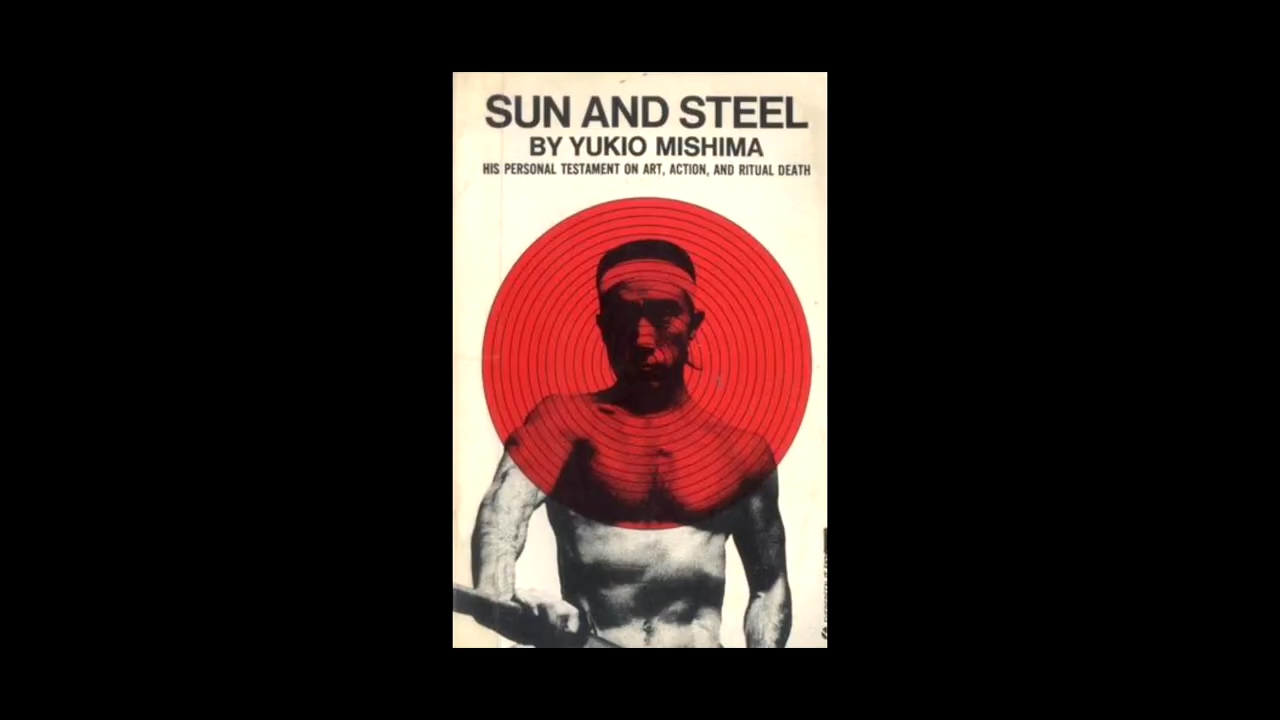 SUN AND STEEL
BY YUKIO MISHIMA
HIS PERSONAL TESTAMENT ON ART, ACTION, AND RITUAL DEATH